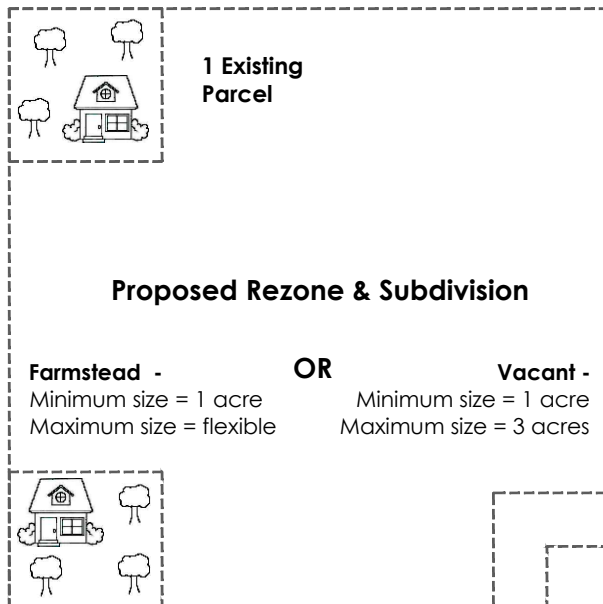 1 Existing
Parcel
Proposed Rezone & Subdivision
Farmstead -
Minimum size = 1 acre
Maximum size = flexible
OR
Vacant -
Minimum size = 1 acre
Maximum size = 3 acres